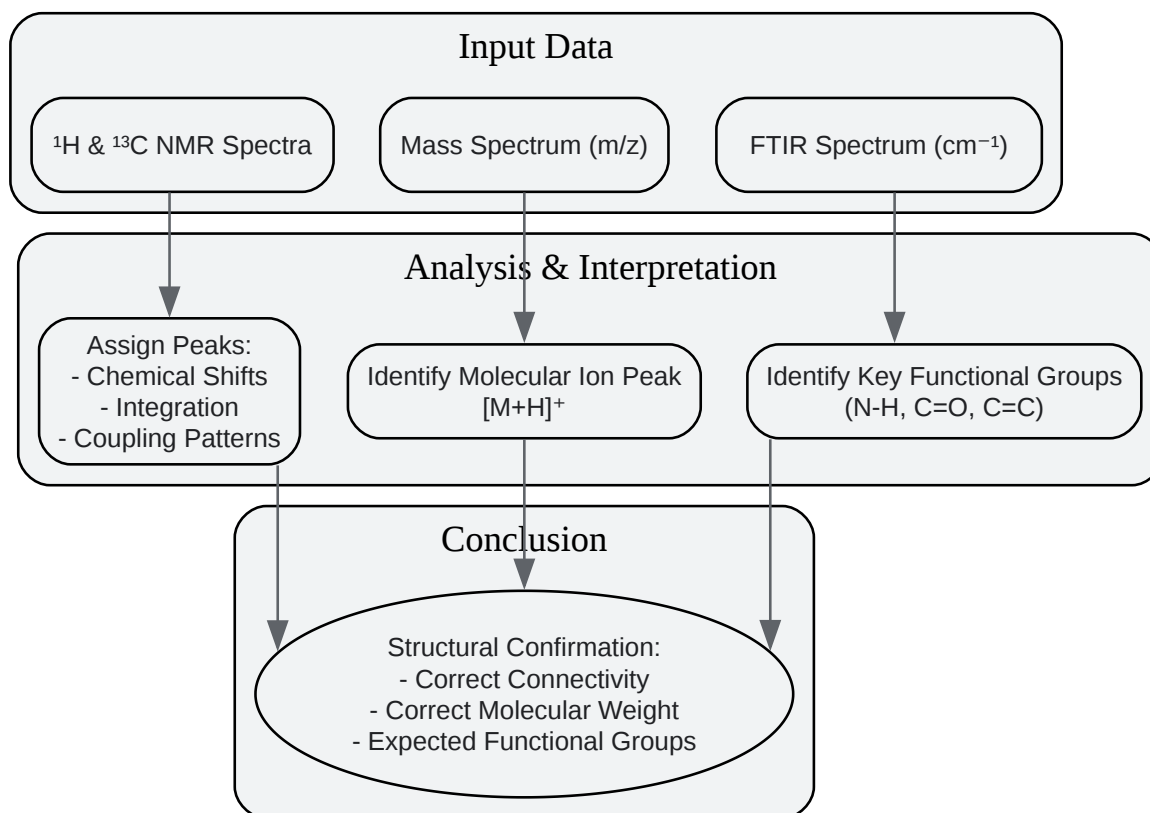 Input Data
¹H & ¹³C NMR Spectra
Mass Spectrum (m/z)
FTIR Spectrum (cm⁻¹)
Analysis & Interpretation
Assign Peaks:
- Chemical Shifts
- Integration
- Coupling Patterns
Identify Molecular Ion Peak
[M+H]⁺
Identify Key Functional Groups
(N-H, C=O, C=C)
Conclusion
Structural Confirmation:
- Correct Connectivity
- Correct Molecular Weight
- Expected Functional Groups